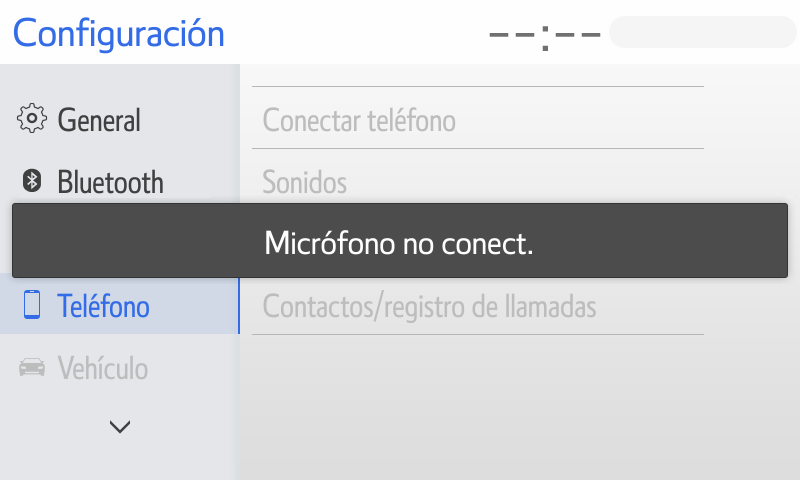 Configuración
--:--
General
Conectar teléfono
Bluetooth
Sonidos
Micrófono no conect.
Teléfono
Contactos/registro de llamadas
Vehículo